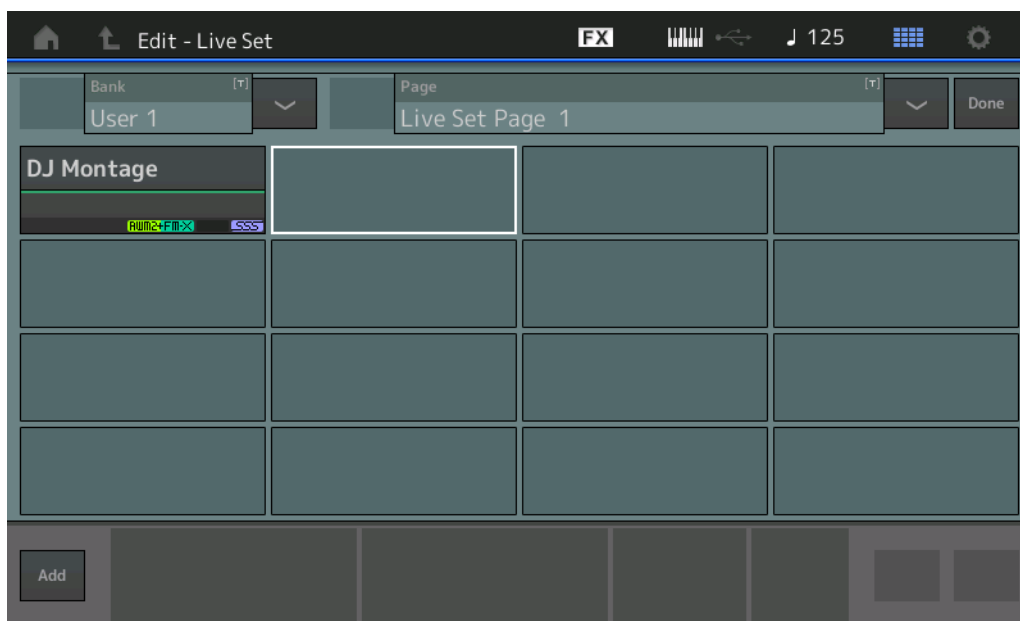 Edit - Live Set
FX
♩ 125
Bank [T]
User 1
Page [T]
Live Set Page 1
Done
DJ Montage
AWM2+FM-X SSS
Add